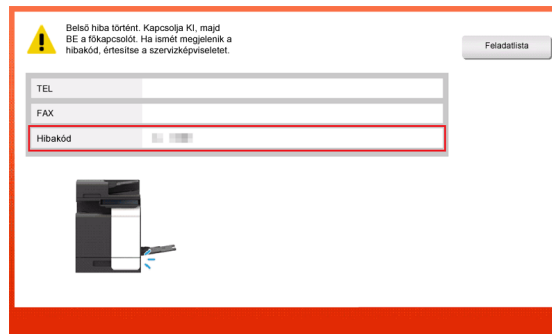 Belső hiba történt. Kapcsolja KI, majd
BE a főkapcsolót. Ha ismét megjelenik a
hibakód, értesítse a szervizképviseletet.
Feladatlista
TEL
FAX
Hibakód